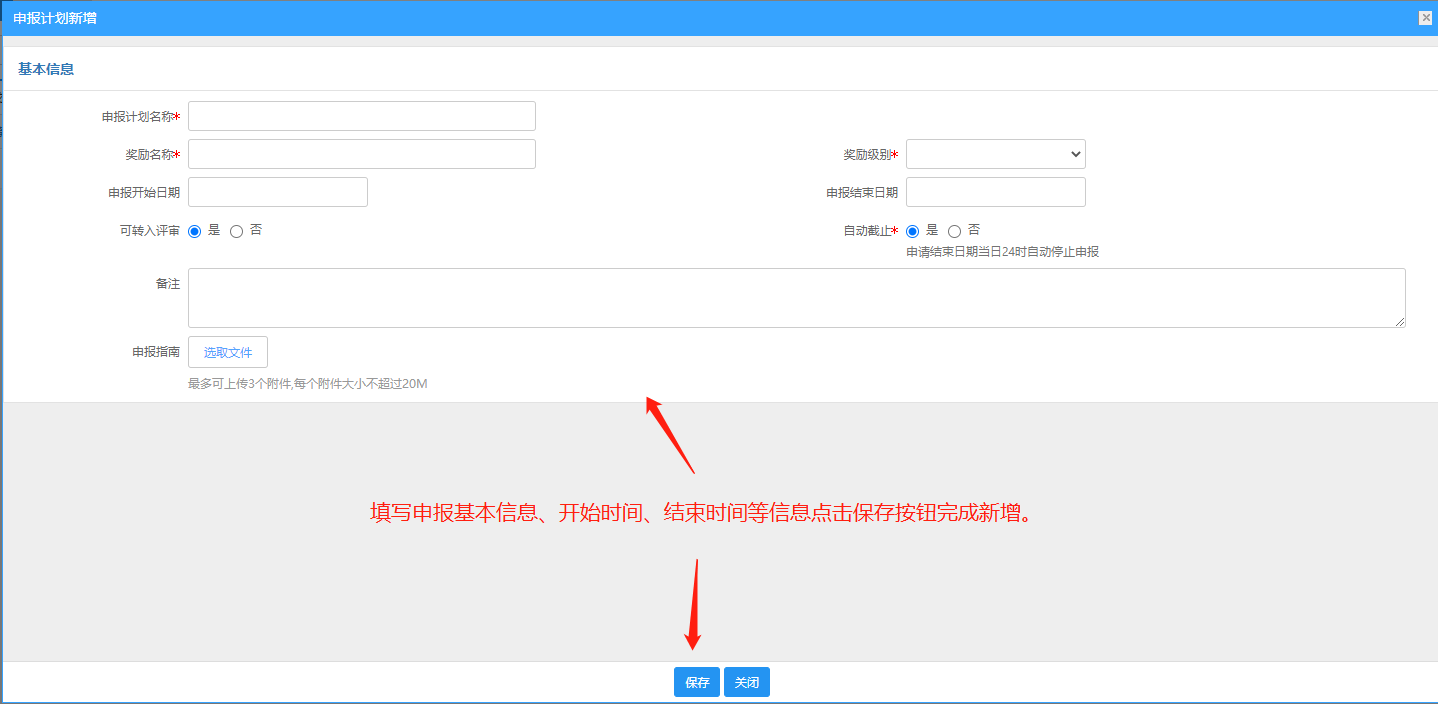 申报计划新增
基本信息
申报计划名称*
奖励名称*
奖励级别*
申报开始日期
申报结束日期
可转入评审 是 否
自动截止* 是 否
申请结束日期当日24时自动停止申报
备注
申报指南 选取文件
最多可上传3个附件,每个附件大小不超过20M
填写申报基本信息、开始时间、结束时间等信息点击保存按钮完成新增。
保存 关闭